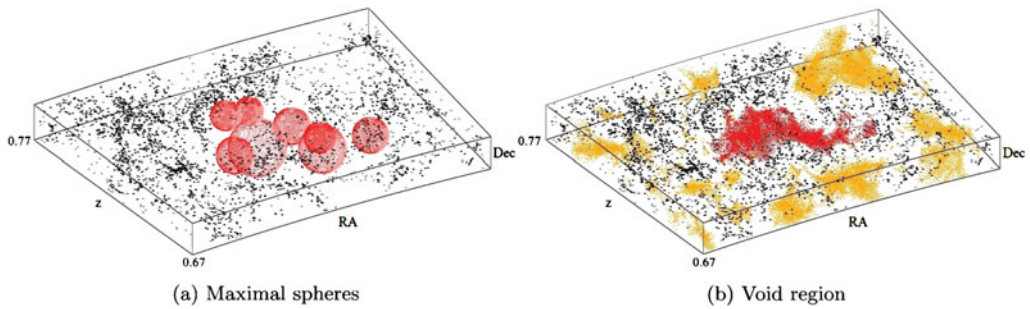 0.77
Dec
z
RA
0.67
(a) Maximal spheres
0.77
Dec
z
RA
0.67
(b) Void region